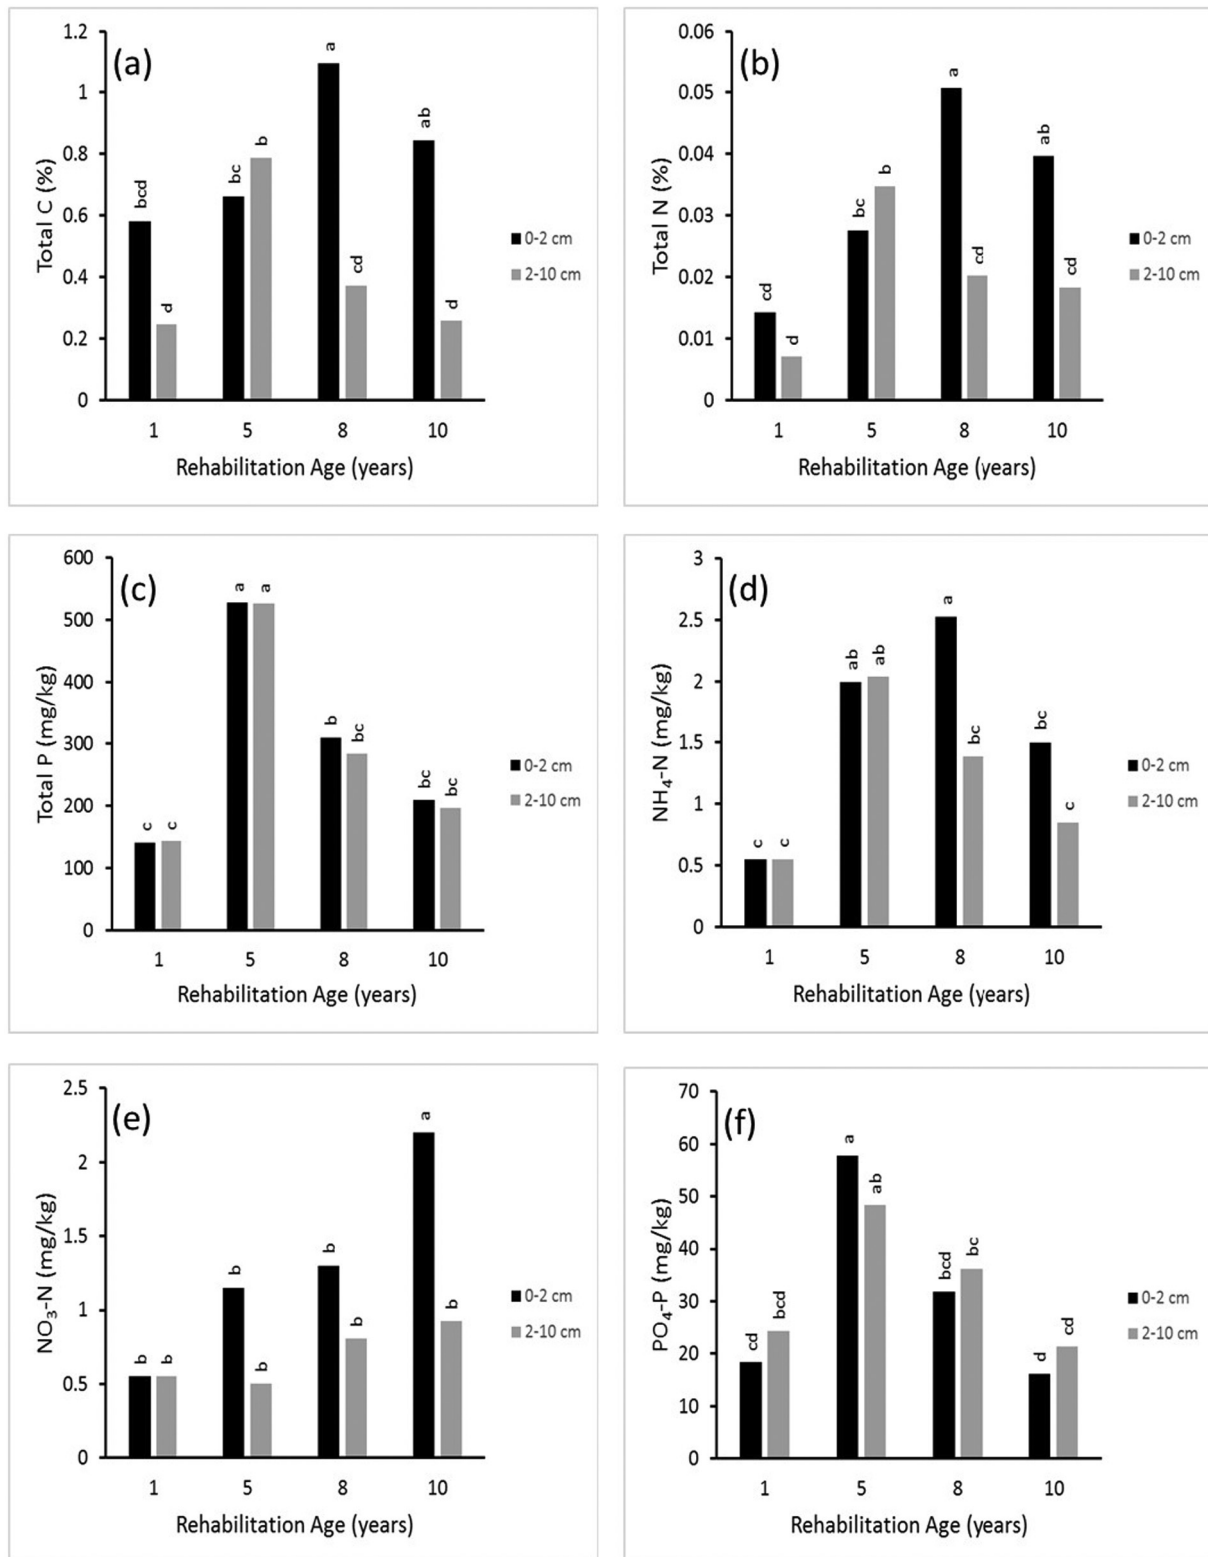 (a)
Total C (%)
1.2
1
0.8
0.6
0.4
0.2
0
bcd
d
bc
b
a
cd
ab
d
1 5 8 10
Rehabilitation Age (years)
0-2 cm
2-10 cm
(b)
Total N (%)
0.06
0.05
0.04
0.03
0.02
0.01
0
cd
d
bc
b
a
cd
ab
cd
1 5 8 10
Rehabilitation Age (years)
0-2 cm
2-10 cm
(c)
Total P (mg/kg)
600
500
400
300
200
100
0
c
c
a
a
b
bc
bc
bc
1 5 8 10
Rehabilitation Age (years)
0-2 cm
2-10 cm
(d)
NH4-N (mg/kg)
3
2.5
2
1.5
1
0.5
0
c
c
ab
ab
a
bc
bc
c
1 5 8 10
Rehabilitation Age (years)
0-2 cm
2-10 cm
(e)
NO3-N (mg/kg)
2.5
2
1.5
1
0.5
0
b
b
b
b
b
b
a
b
1 5 8 10
Rehabilitation Age (years)
0-2 cm
2-10 cm
(f)
PO4-P (mg/kg)
70
60
50
40
30
20
10
0
cd
bcd
a
ab
bcd
bc
d
cd
1 5 8 10
Rehabilitation Age (years)
0-2 cm
2-10 cm